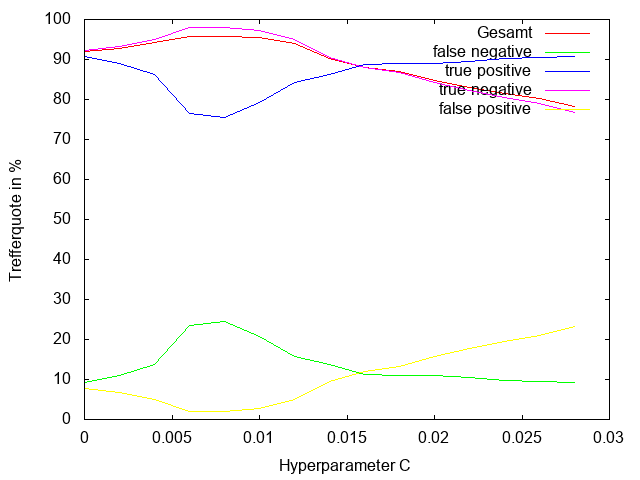 100
90
80
70
60
50
40
30
20
10
0
Trefferquote in %
Gesamt
false negative
true positive
true negative
false positive
0 0.005 0.01 0.015 0.02 0.025 0.03
Hyperparameter C